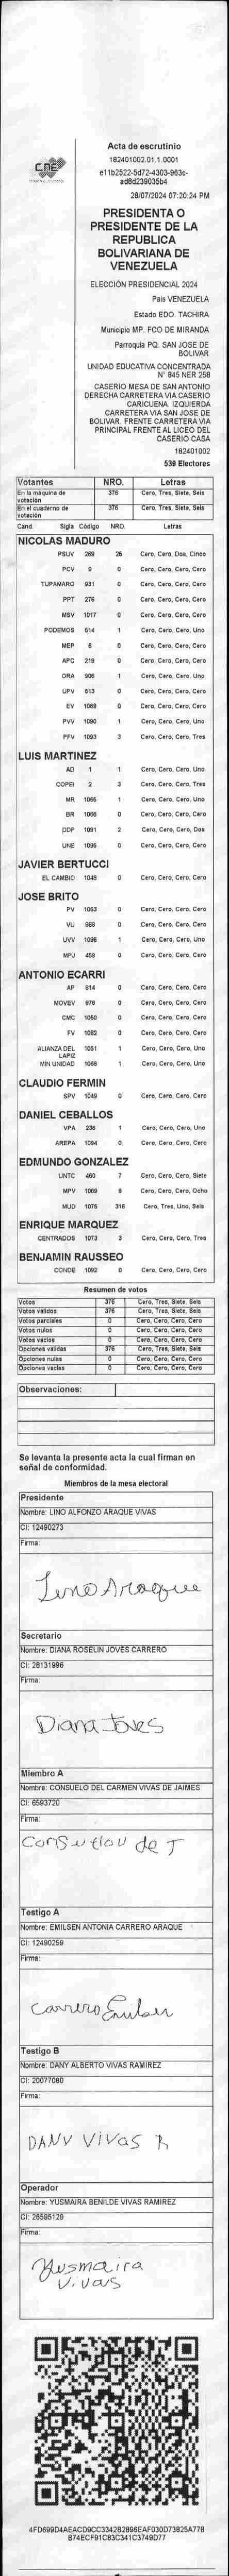 CNE
Acta de escrutinio
182401002.01.1.0001
e11b2522-5d72-4303-963c-
ad8d239035b4
28/07/2024 07:20:24 PM
PRESIDENTA O
PRESIDENTE DE LA
REPUBLICA
BOLIVARIANA DE
VENEZUELA
ELECCIÓN PRESIDENCIAL 2024
Pais VENEZUELA
Estado EDO. TACHIRA
Municipio MP. FCO DE MIRANDA
Parroquia PQ. SAN JOSE DE
BOLIVAR
UNIDAD EDUCATIVA CONCENTRADA
N° 845 NER 258
CASERIO MESA DE SAN ANTONIO
DERECHA CARRETERA VIA CASERIO
CARICUENA. IZQUIERDA
CARRETERA VIA SAN JOSE DE
BOLIVAR. FRENTE CARRETERA VIA
PRINCIPAL FRENTE AL LICEO DEL
CASERIO CASA
182401002
539 Electores
Votantes NRO. Letras
En la máquina de votación 376 Cero, Tres, Siete, Seis
En el cuaderno de votación 376 Cero, Tres, Siete, Seis
Cand. Sigla Código NRO. Letras
NICOLAS MADURO
PSUV 269 25 Cero, Cero, Dos, Cinco
PCV 9 0 Cero, Cero, Cero, Cero
TUPAMARO 931 0 Cero, Cero, Cero, Cero
PPT 276 0 Cero, Cero, Cero, Cero
MSV 1017 0 Cero, Cero, Cero, Cero
PODEMOS 514 1 Cero, Cero, Cero, Uno
MEP 6 0 Cero, Cero, Cero, Cero
APC 219 0 Cero, Cero, Cero, Cero
ORA 906 1 Cero, Cero, Cero, Uno
UPV 513 0 Cero, Cero, Cero, Cero
EV 1089 0 Cero, Cero, Cero, Cero
PVV 1090 1 Cero, Cero, Cero, Uno
PFV 1093 3 Cero, Cero, Cero, Tres
LUIS MARTINEZ
AD 1 1 Cero, Cero, Cero, Uno
COPEI 2 3 Cero, Cero, Cero, Tres
MR 1065 1 Cero, Cero, Cero, Uno
BR 1066 0 Cero, Cero, Cero, Cero
DDP 1091 2 Cero, Cero, Cero, Dos
UNE 1095 0 Cero, Cero, Cero, Cero
JAVIER BERTUCCI
EL CAMBIO 1048 0 Cero, Cero, Cero, Cero
JOSE BRITO
PV 1053 0 Cero, Cero, Cero, Cero
VU 988 0 Cero, Cero, Cero, Cero
UVV 1096 1 Cero, Cero, Cero, Uno
MPJ 458 0 Cero, Cero, Cero, Cero
ANTONIO ECARRI
AP 914 0 Cero, Cero, Cero, Cero
MOVEV 979 0 Cero, Cero, Cero, Cero
CMC 1050 0 Cero, Cero, Cero, Cero
FV 1062 0 Cero, Cero, Cero, Cero
ALIANZA DEL LAPIZ 1051 1 Cero, Cero, Cero, Uno
MIN UNIDAD 1069 1 Cero, Cero, Cero, Uno
CLAUDIO FERMIN
SPV 1049 0 Cero, Cero, Cero, Cero
DANIEL CEBALLOS
VPA 236 1 Cero, Cero, Cero, Uno
AREPA 1094 0 Cero, Cero, Cero, Cero
EDMUNDO GONZALEZ
UNTC 460 7 Cero, Cero, Cero, Siete
MPV 1069 8 Cero, Cero, Cero, Ocho
MUD 1075 316 Cero, Tres, Uno, Seis
ENRIQUE MARQUEZ
CENTRADOS 1073 3 Cero, Cero, Cero, Tres
BENJAMIN RAUSSEO
CONDE 1092 0 Cero, Cero, Cero, Cero
Resumen de votos
Votos 376 Cero, Tres, Siete, Seis
Votos validos 376 Cero, Tres, Siete, Seis
Votos parciales 0 Cero, Cero, Cero, Cero
Votos nulos 0 Cero, Cero, Cero, Cero
Votos vacios 0 Cero, Cero, Cero, Cero
Opciones validas 376 Cero, Tres, Siete, Seis
Opciones nulas 0 Cero, Cero, Cero, Cero
Opciones vacias 0 Cero, Cero, Cero, Cero
Observaciones:
Se levanta la presente acta la cual firman en
señal de conformidad.
Miembros de la mesa electoral
Presidente
Nombre: LINO ALFONZO ARAQUE VIVAS
CI: 12490273
Firma:
Lino Araque
Secretario
Nombre: DIANA ROSELIN JOVES CARRERO
CI: 28131996
Firma:
Diana Joves
Miembro A
Nombre: CONSUELO DEL CARMEN VIVAS DE JAIMES
CI: 6593720
Firma:
de J
Testigo A
Nombre: EMILSEN ANTONIA CARRERO ARAQUE
CI: 12490259
Firma:
Carrero Emilsen
Testigo B
Nombre: DANY ALBERTO VIVAS RAMIREZ
CI: 20077080
Firma:
DANY VIVAS R
Operador
Nombre: YUSMAIRA BENILDE VIVAS RAMIREZ
CI: 26595129
Firma:
Yusmaira
Vivas
4FD699D4AEACD9CC3342B2896EAF030D73825A778
B74ECF91C83C341C3749D77